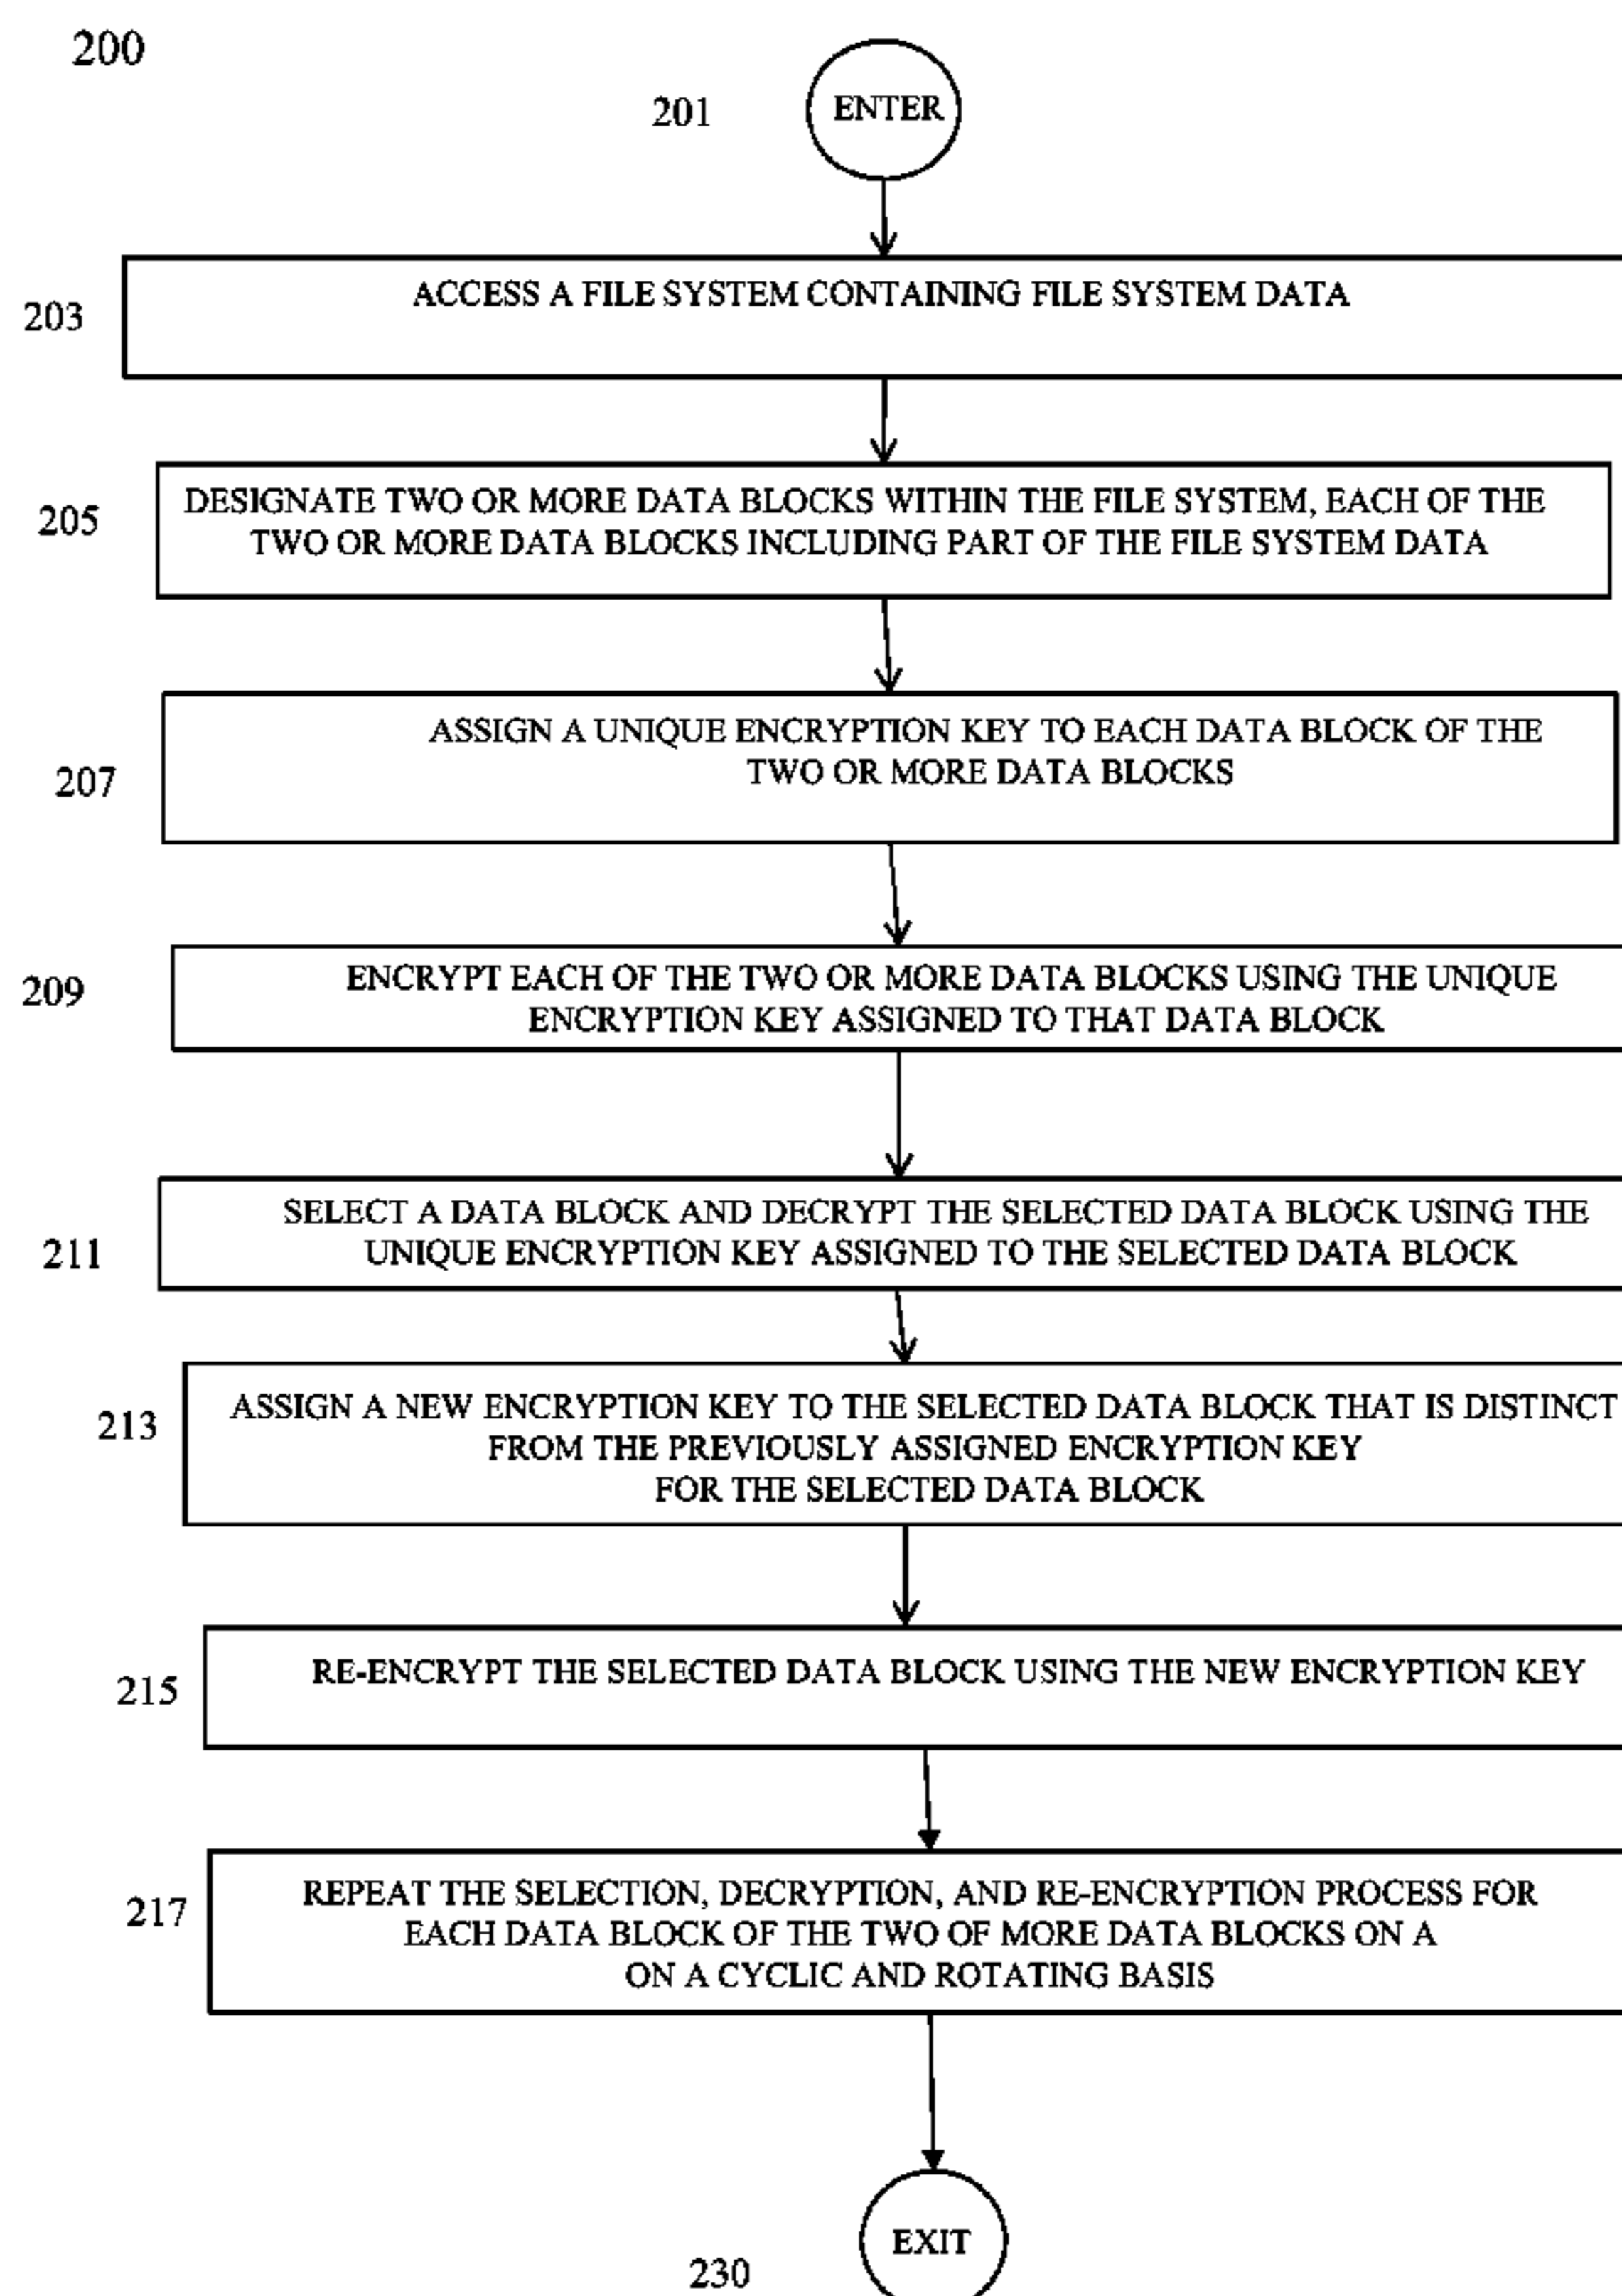 200
201
ENTER
203
ACCESS A FILE SYSTEM CONTAINING FILE SYSTEM DATA
205
DESIGNATE TWO OR MORE DATA BLOCKS WITHIN THE FILE SYSTEM, EACH OF THE
TWO OR MORE DATA BLOCKS INCLUDING PART OF THE FILE SYSTEM DATA
207
ASSIGN A UNIQUE ENCRYPTION KEY TO EACH DATA BLOCK OF THE
TWO OR MORE DATA BLOCKS
209
ENCRYPT EACH OF THE TWO OR MORE DATA BLOCKS USING THE UNIQUE
ENCRYPTION KEY ASSIGNED TO THAT DATA BLOCK
211
SELECT A DATA BLOCK AND DECRYPT THE SELECTED DATA BLOCK USING THE
UNIQUE ENCRYPTION KEY ASSIGNED TO THE SELECTED DATA BLOCK
213
ASSIGN A NEW ENCRYPTION KEY TO THE SELECTED DATA BLOCK THAT IS DISTINCT
FROM THE PREVIOUSLY ASSIGNED ENCRYPTION KEY
FOR THE SELECTED DATA BLOCK
215
RE-ENCRYPT THE SELECTED DATA BLOCK USING THE NEW ENCRYPTION KEY
217
REPEAT THE SELECTION, DECRYPTION, AND RE-ENCRYPTION PROCESS FOR
EACH DATA BLOCK OF THE TWO OF MORE DATA BLOCKS ON A
ON A CYCLIC AND ROTATING BASIS
EXIT
230